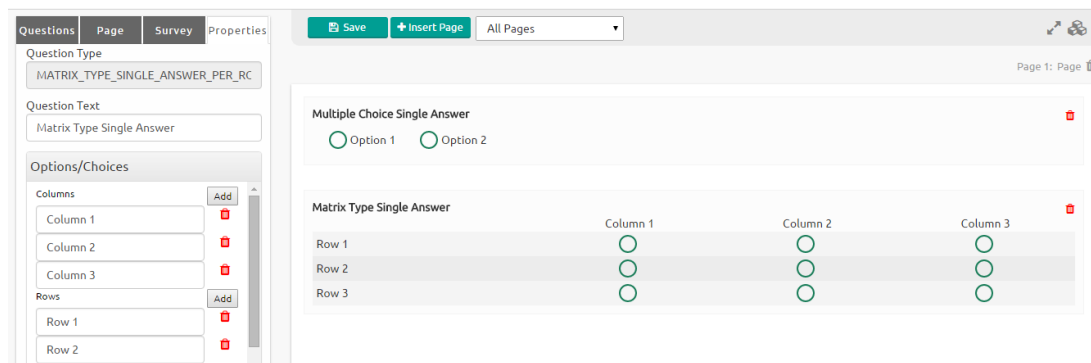 Questions Page Survey Properties
Question Type
MATRIX_TYPE_SINGLE_ANSWER_PER_RC
Question Text
Matrix Type Single Answer
Options/Choices
Columns Add
Column 1
Column 2
Column 3
Rows Add
Row 1
Row 2
Save Insert Page All Pages
Page 1: Page
Multiple Choice Single Answer
Option 1 Option 2
Matrix Type Single Answer
Column 1 Column 2 Column 3
Row 1
Row 2
Row 3